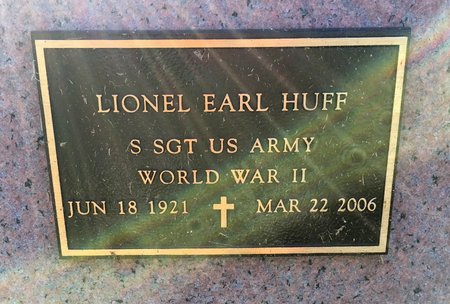 LIONEL EARL HUFF
S SGT US ARMY
WORLD WAR II
JUN 18 1921 ✝ MAR 22 2006